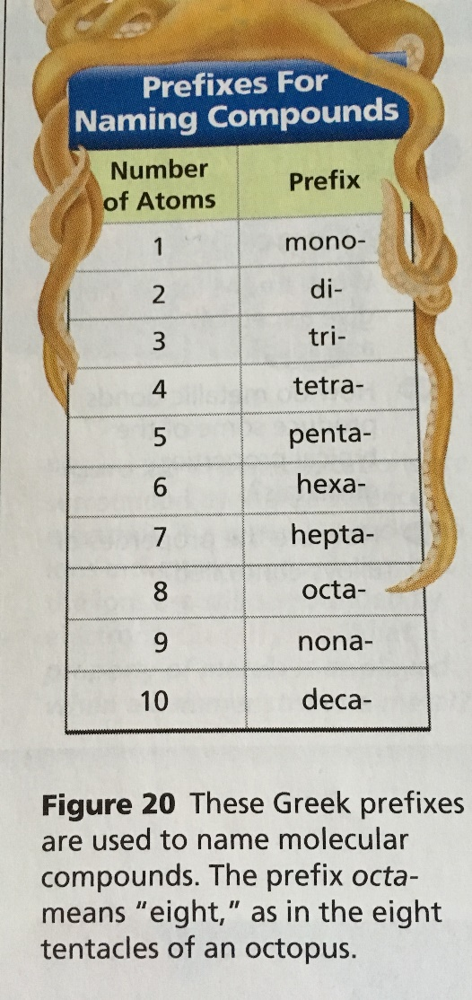 Prefixes For
Naming Compounds
Number
of Atoms
Prefix
1 mono-
2 di-
3 tri-
4 tetra-
5 penta-
6 hexa-
7 hepta-
8 octa-
9 nona-
10 deca-
Figure 20 These Greek prefixes
are used to name molecular
compounds. The prefix octa-
means “eight,” as in the eight
tentacles of an octopus.